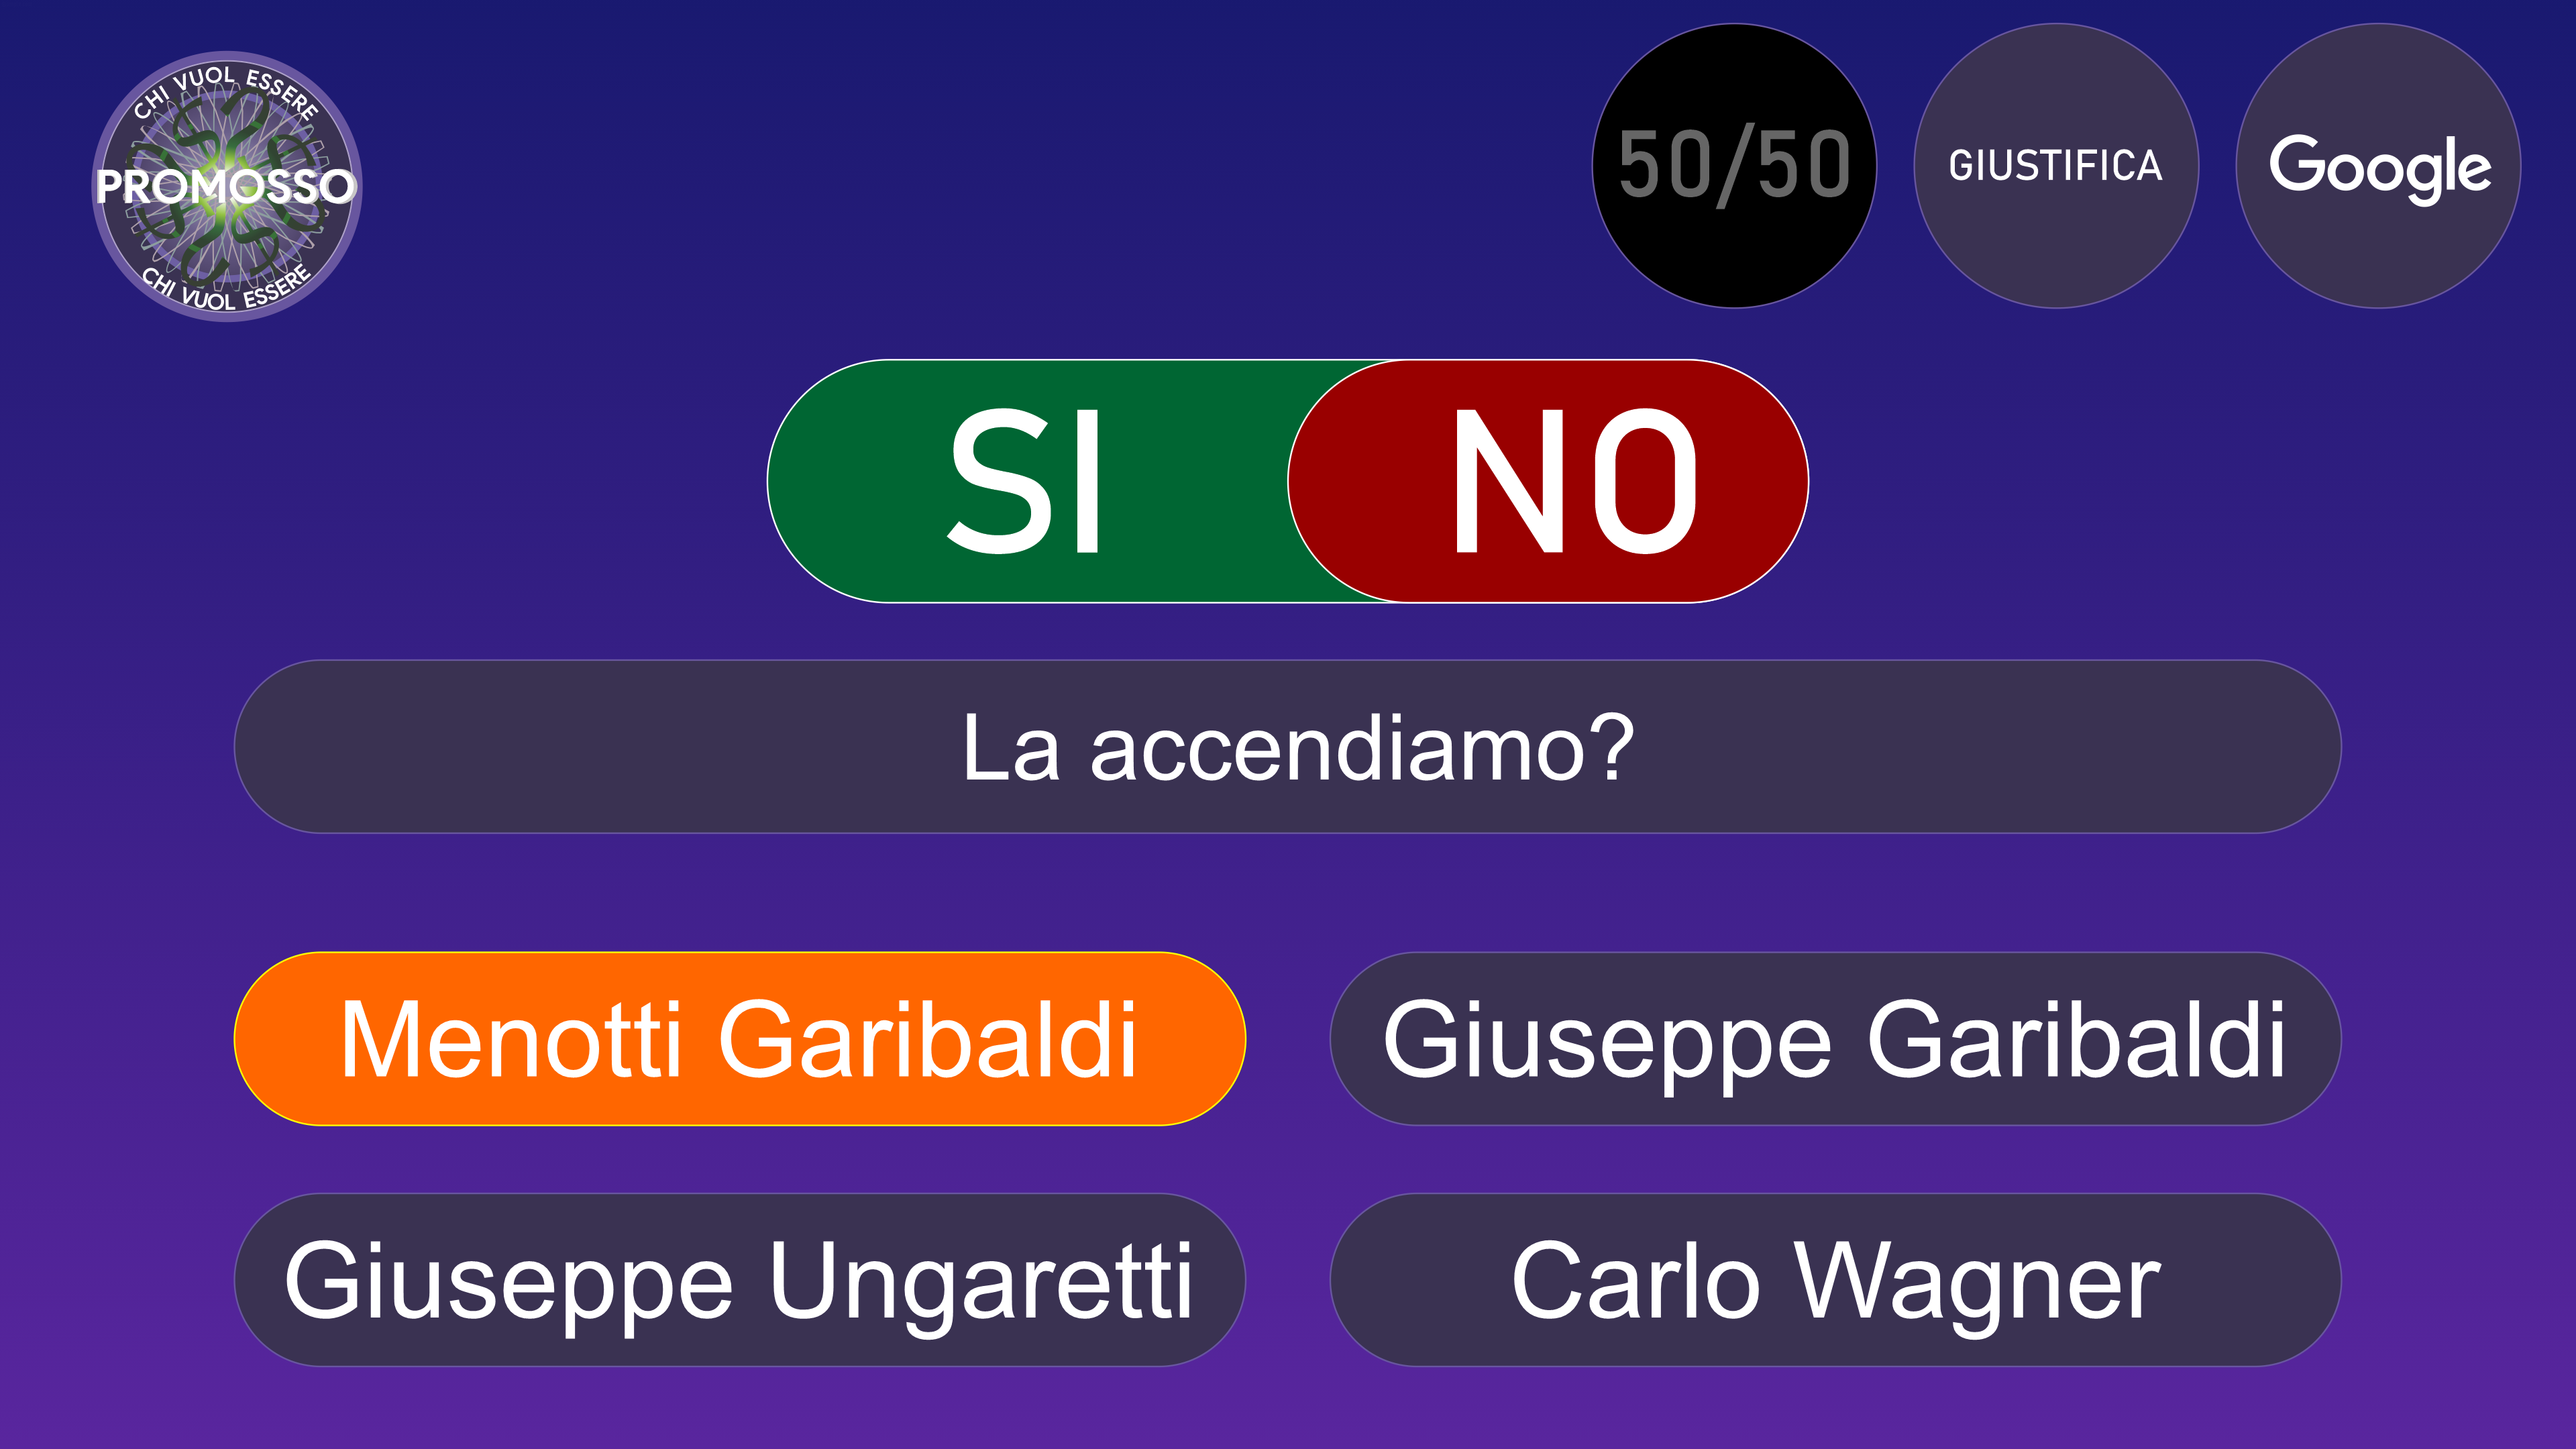 CHI VUOL ESSERE
PROMOSSO
CHI VUOL ESSERE
50/50
GIUSTIFICA
Google
SI
NO
La accendiamo?
Menotti Garibaldi
Giuseppe Garibaldi
Giuseppe Ungaretti
Carlo Wagner